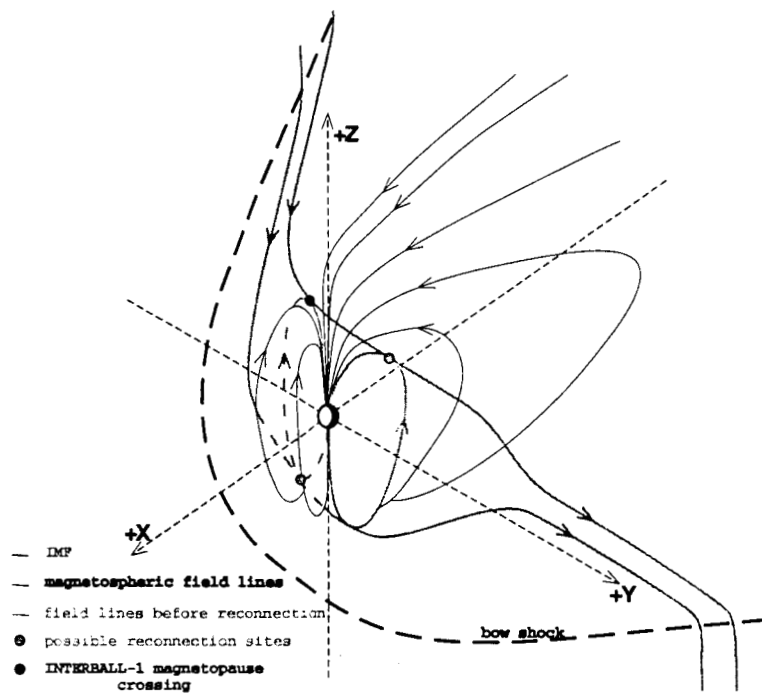 +Z
+X
+Y
bow shock
IMF
magnetospheric field lines
field lines before reconnection
possible reconnection sites
INTERBALL-1 magnetopause
crossing